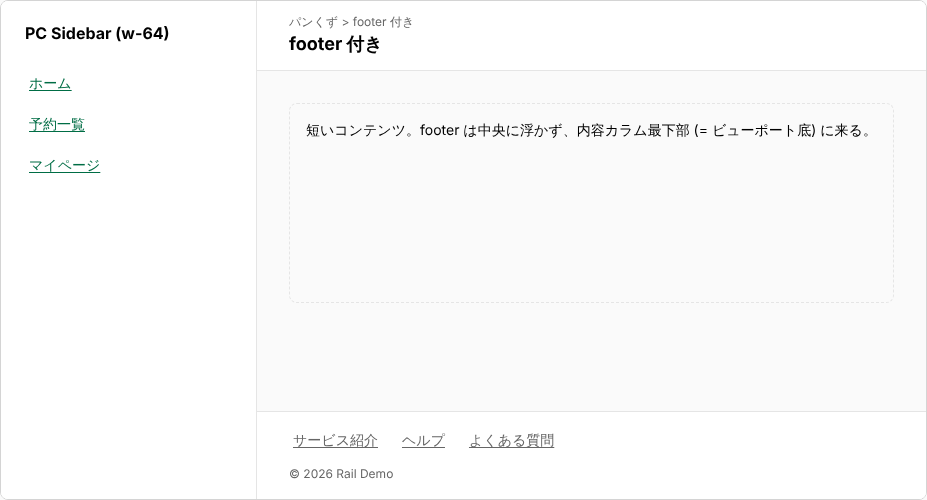 PC Sidebar (w-64)
ホーム
予約一覧
マイページ
パンくず > footer 付き
footer 付き
短いコンテンツ。footer は中央に浮かず、内容カラム最下部 (= ビューポート底) に来る。
サービス紹介 ヘルプ よくある質問
© 2026 Rail Demo